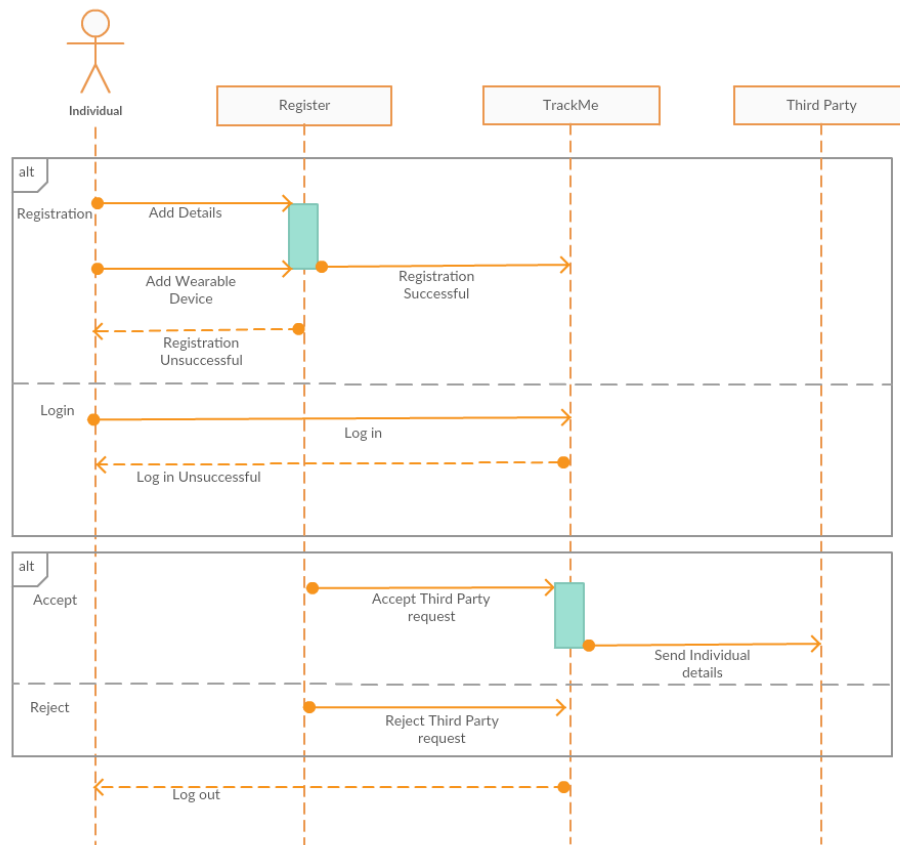 Individual
Register
TrackMe
Third Party
alt
Registration
Add Details
Add Wearable
Device
Registration
Successful
Registration
Unsuccessful
Login
Log in
Log in Unsuccessful
alt
Accept
Accept Third Party
request
Send Individual
details
Reject
Reject Third Party
request
Log out